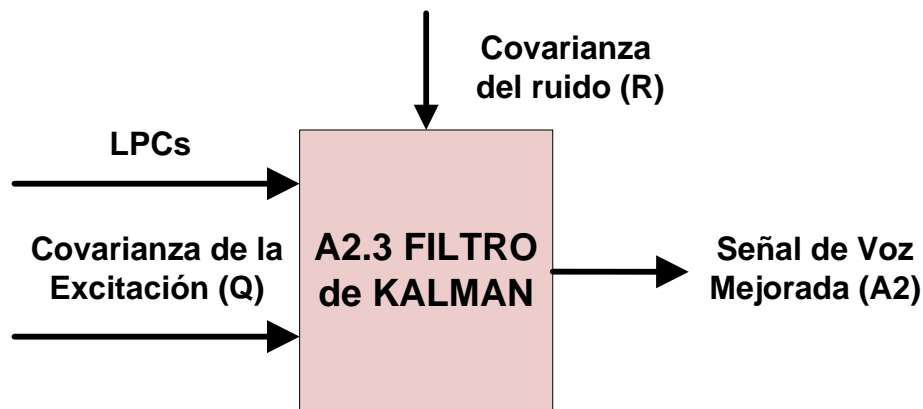 Covarianza
del ruido (R)
LPCs
Covarianza de la
Excitación (Q)
A2.3 FILTRO
de KALMAN
Señal de Voz
Mejorada (A2)